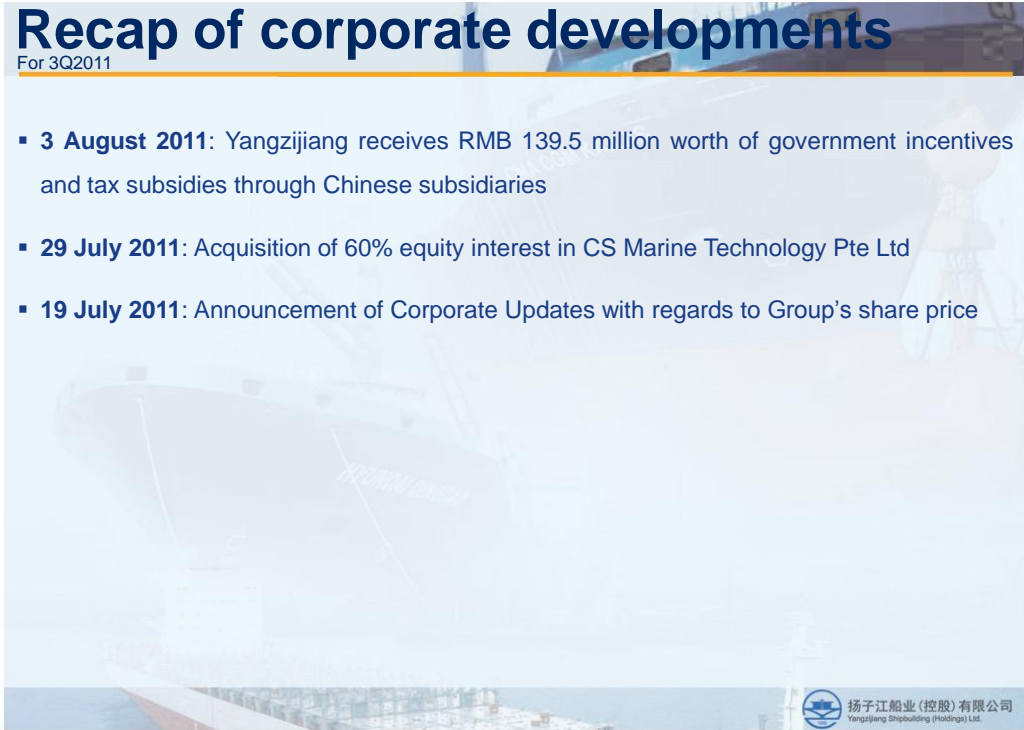 Recap of corporate developments
For 3Q2011
▪ 3 August 2011: Yangzijiang receives RMB 139.5 million worth of government incentives
and tax subsidies through Chinese subsidiaries
▪ 29 July 2011: Acquisition of 60% equity interest in CS Marine Technology Pte Ltd
▪ 19 July 2011: Announcement of Corporate Updates with regards to Group's share price
扬子江船业(控股)有限公司
Yangzijiang Shipbuilding (Holdings) Ltd.